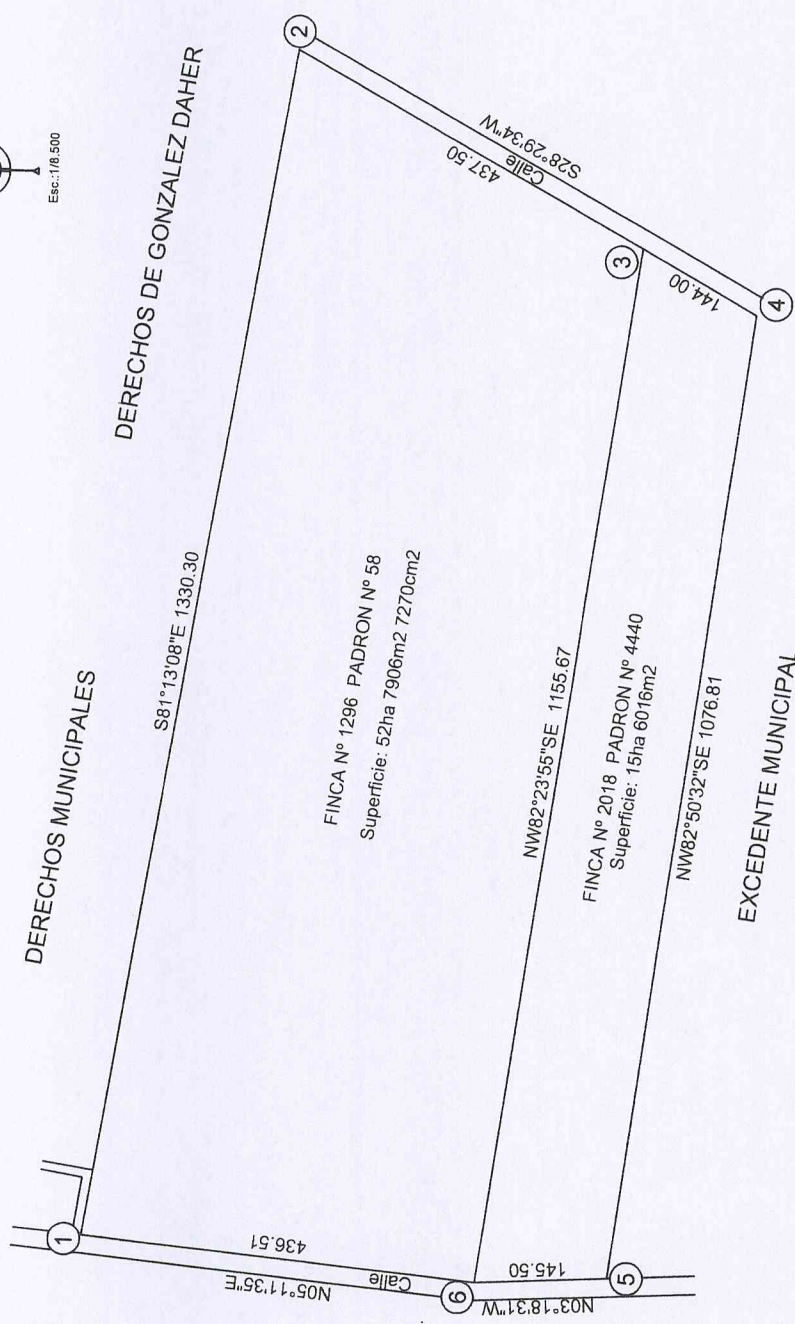 Esc.:1/8.500
DERECHOS MUNICIPALES
DERECHOS DE GONZALEZ DAHER
1
S81°13'08"E 1330.30
2
N05°11'35"E
Calle
436.51
FINCA Nº 1296 PADRON Nº 58
Superficie: 52ha 7906m2 7270cm2
437.50
Calle
S28°29'34"W
3
6
NW82°23'55"SE 1155.67
144.00
FINCA Nº 2018 PADRON Nº 4440
Superficie: 15ha 6016m2
N03°18'31"W
145.50
NW82°50'32"SE 1076.81
4
5
EXCEDENTE MUNICIPAL